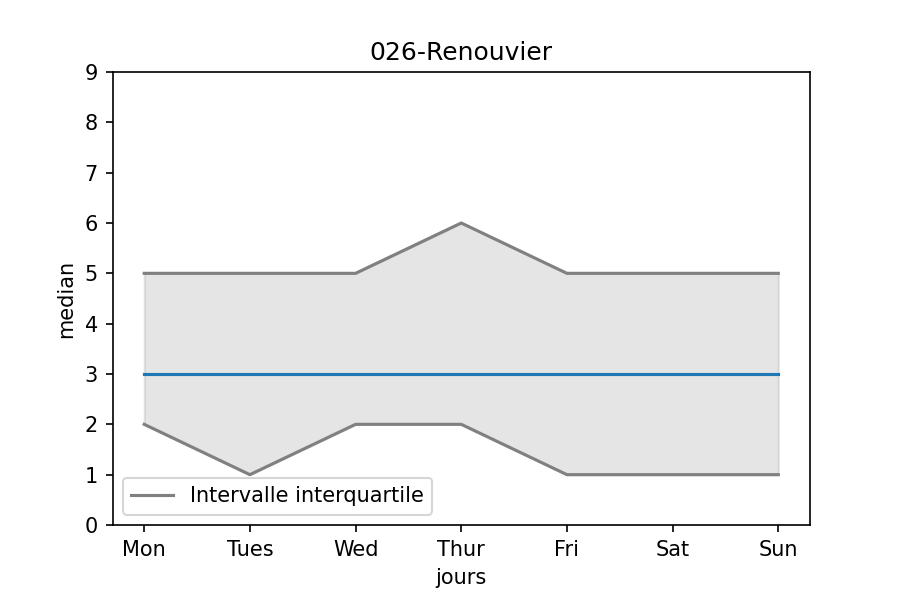 026-Renouvier
9
8
7
6
5
4
3
2
1
0
median
Intervalle interquartile
Mon Tues Wed Thur Fri Sat Sun
jours